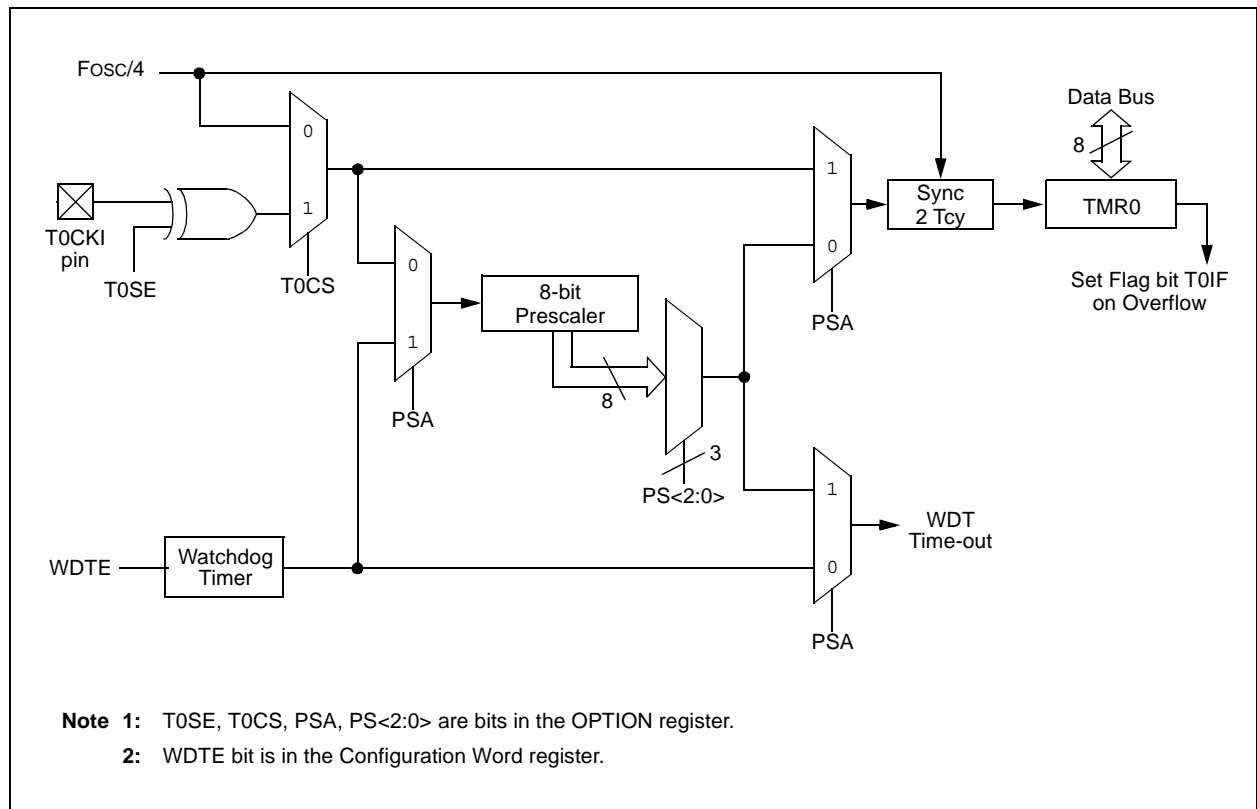 FOSC/4
Data Bus
0
8
1
T0CKI
pin
T0SE
1
T0CS
0
Sync
2 Tcy
TMR0
0
8-bit
Prescaler
PSA
Set Flag bit T0IF
on Overflow
1
8
PSA
3
PS<2:0>
1
WDT
Time-out
WDTE
Watchdog
Timer
0
PSA
Note 1: T0SE, T0CS, PSA, PS<2:0> are bits in the OPTION register.
2: WDTE bit is in the Configuration Word register.